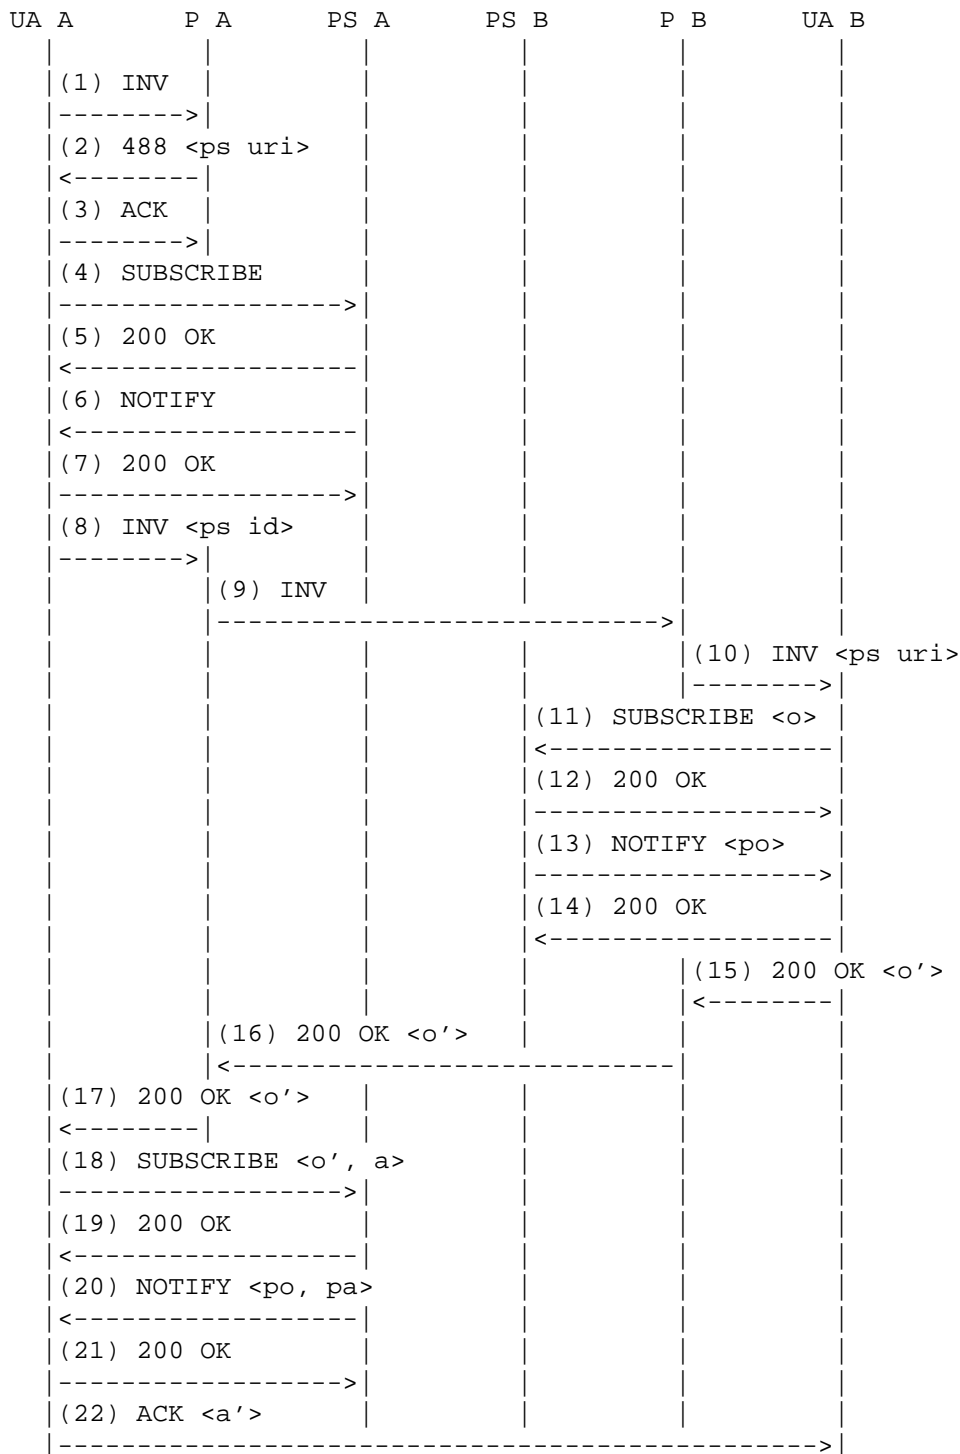 UA A P A PS A PS B P B UA B
(1) INV
(2) 488 <ps uri>
(3) ACK
(4) SUBSCRIBE
(5) 200 OK
(6) NOTIFY
(7) 200 OK
(8) INV <ps id>
(9) INV
(10) INV <ps uri>
(11) SUBSCRIBE <o>
(12) 200 OK
(13) NOTIFY <po>
(14) 200 OK
(15) 200 OK <o'>
(16) 200 OK <o'>
(17) 200 OK <o'>
(18) SUBSCRIBE <o', a>
(19) 200 OK
(20) NOTIFY <po, pa>
(21) 200 OK
(22) ACK <a'>